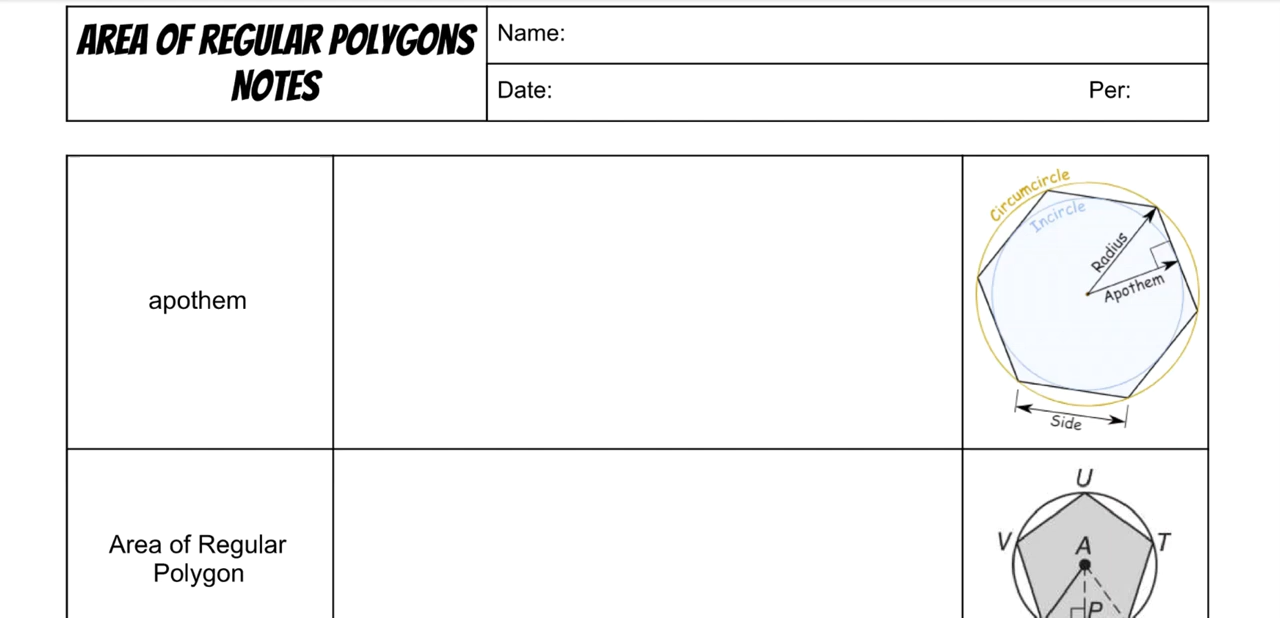 AREA OF REGULAR POLYGONS
NOTES
Name:
Date:
Per:
apothem
Circumcircle
Incircle
Radius
Apothem
Side
Area of Regular
Polygon
U
V
T
A
P